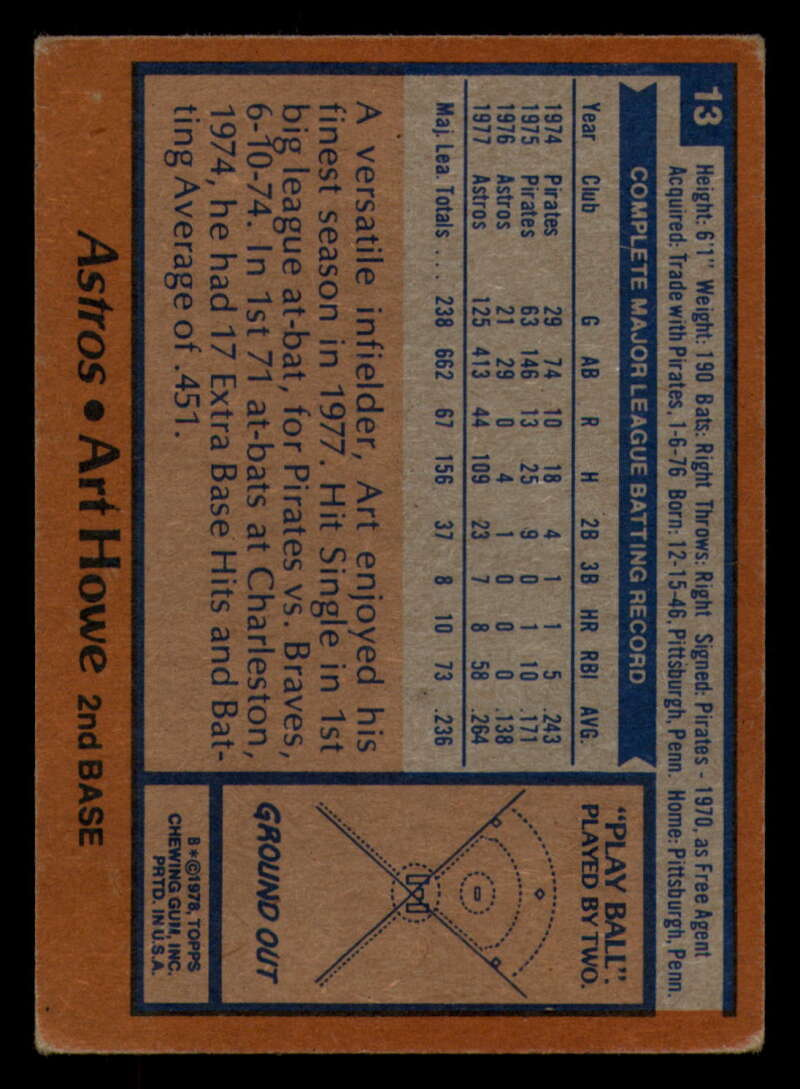 13
Height: 6'1" Weight: 190 Bats: Right Throws: Right Signed: Pirates - 1970, as Free Agent
Acquired: Trade with Pirates, 1-6-76 Born: 12-15-46, Pittsburgh, Penn. Home: Pittsburgh, Penn.
COMPLETE MAJOR LEAGUE BATTING RECORD
Year Club G AB R H 2B 3B HR RBI AVG.
1974 Pirates 29 74 10 18 4 1 1 5 .243
1975 Pirates 63 146 13 25 9 0 1 10 .171
1976 Astros 21 29 0 4 1 0 0 0 .138
1977 Astros 125 413 44 109 23 7 8 58 .264
Maj. Lea. Totals . . . 238 662 67 156 37 8 10 73 .236
A versatile infielder, Art enjoyed his
finest season in 1977. Hit Single in 1st
big league at-bat, for Pirates vs. Braves,
6-10-74. In 1st 71 at-bats at Charleston,
1974, he had 17 Extra Base Hits and Bat-
ting Average of .451.
"PLAY BALL".
PLAYED BY TWO.
GROUND OUT
B*©1978, TOPPS
CHEWING GUM, INC.
PRTD. IN U.S.A.
Astros • Art Howe 2nd BASE